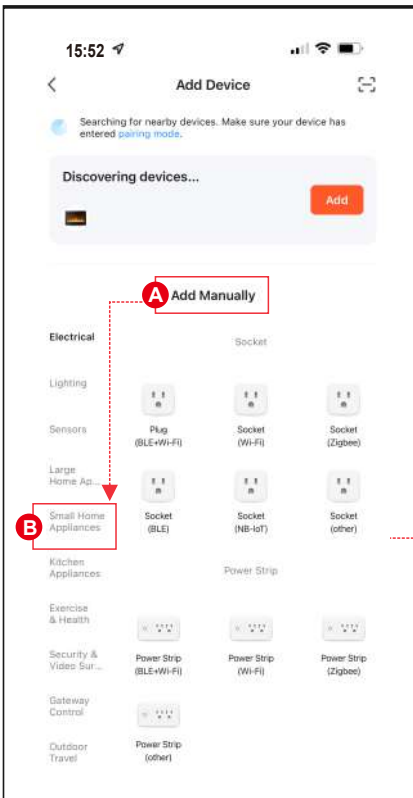 15:52
Add Device
Searching for nearby devices. Make sure your device has
entered pairing mode.
Discovering devices...
Add
A
Add Manually
Electrical
Socket
Lighting
Sensors
Plug
(BLE+Wi-Fi)
Socket
(Wi-Fi)
Socket
(Zigbee)
Large
Home Ap...
B
Small Home
Appliances
Socket
(BLE)
Socket
(NB-IoT)
Socket
(other)
Kitchen
Appliances
Power Strip
Exercise
& Health
Security &
Video Sur...
Power Strip
(BLE+Wi-Fi)
Power Strip
(Wi-Fi)
Power Strip
(Zigbee)
Gateway
Control
Outdoor
Travel
Power Strip
(other)